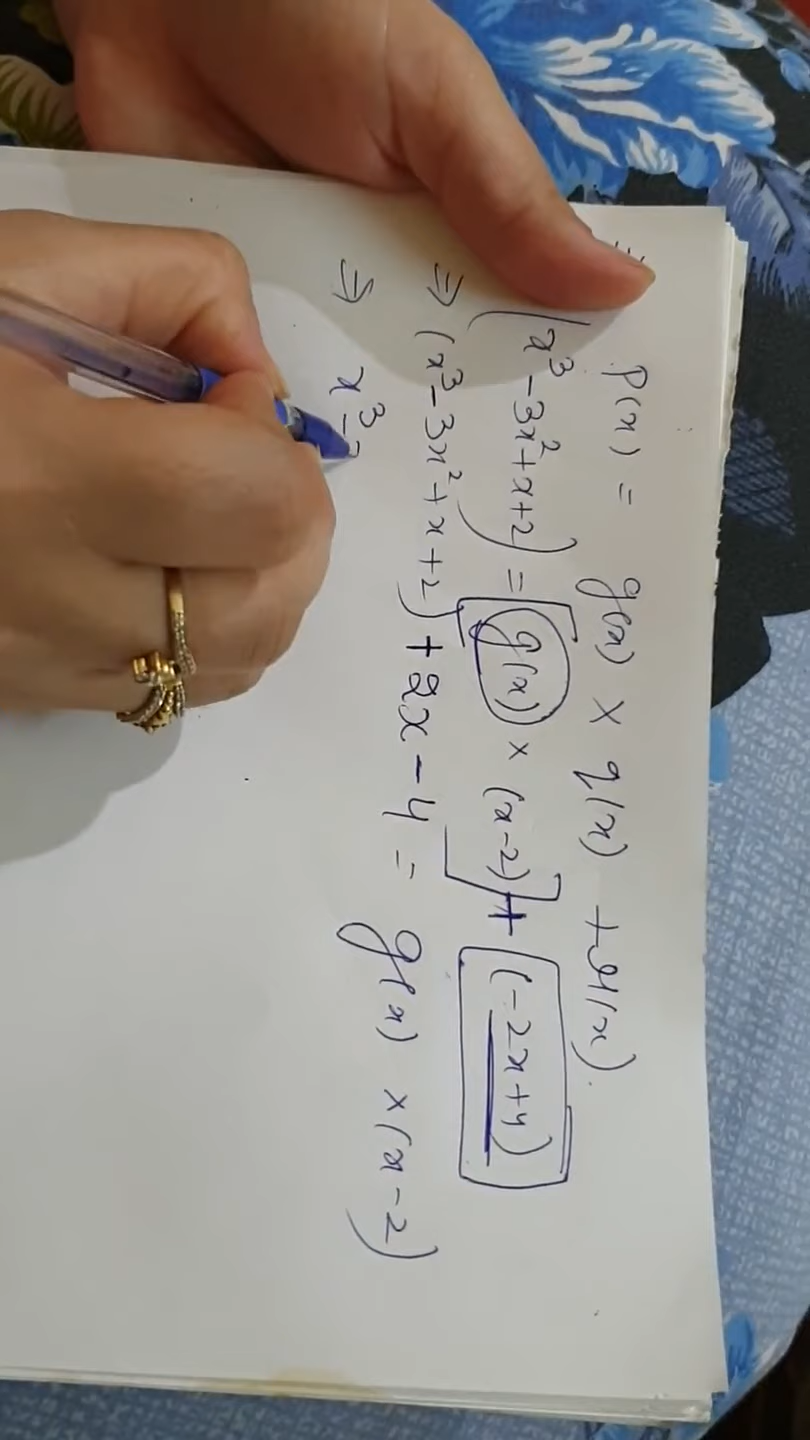 p(x) = g(x) × q(x) + r(x).
(x³ - 3x² + x + 2) = g(x) × (x - 2) + (-2x + 4)
⇒ (x³ - 3x² + x + 2) + 2x - 4 = g(x) × (x - 2)
⇒ x³ -